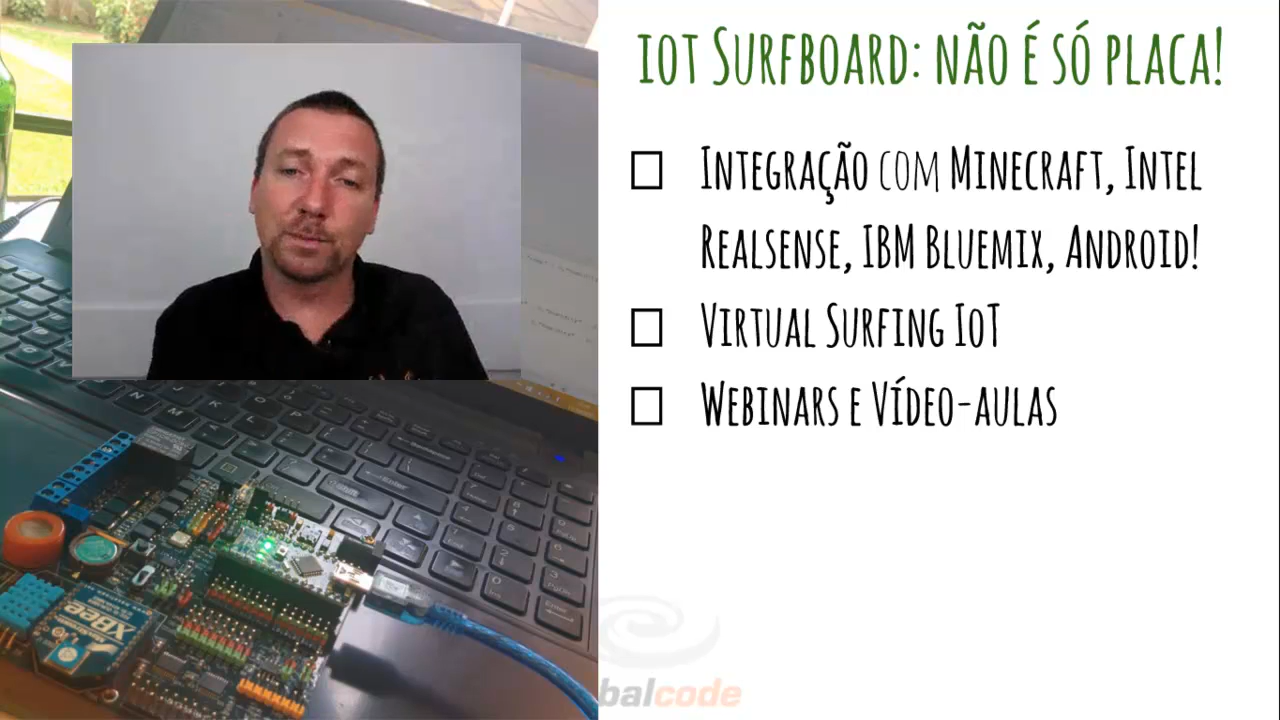 IoT Surfboard: não é só placa!
Integração com Minecraft, Intel
Realsense, IBM Bluemix, Android!
Virtual Surfing IoT
Webinars e Vídeo-aulas
XBee
balcode